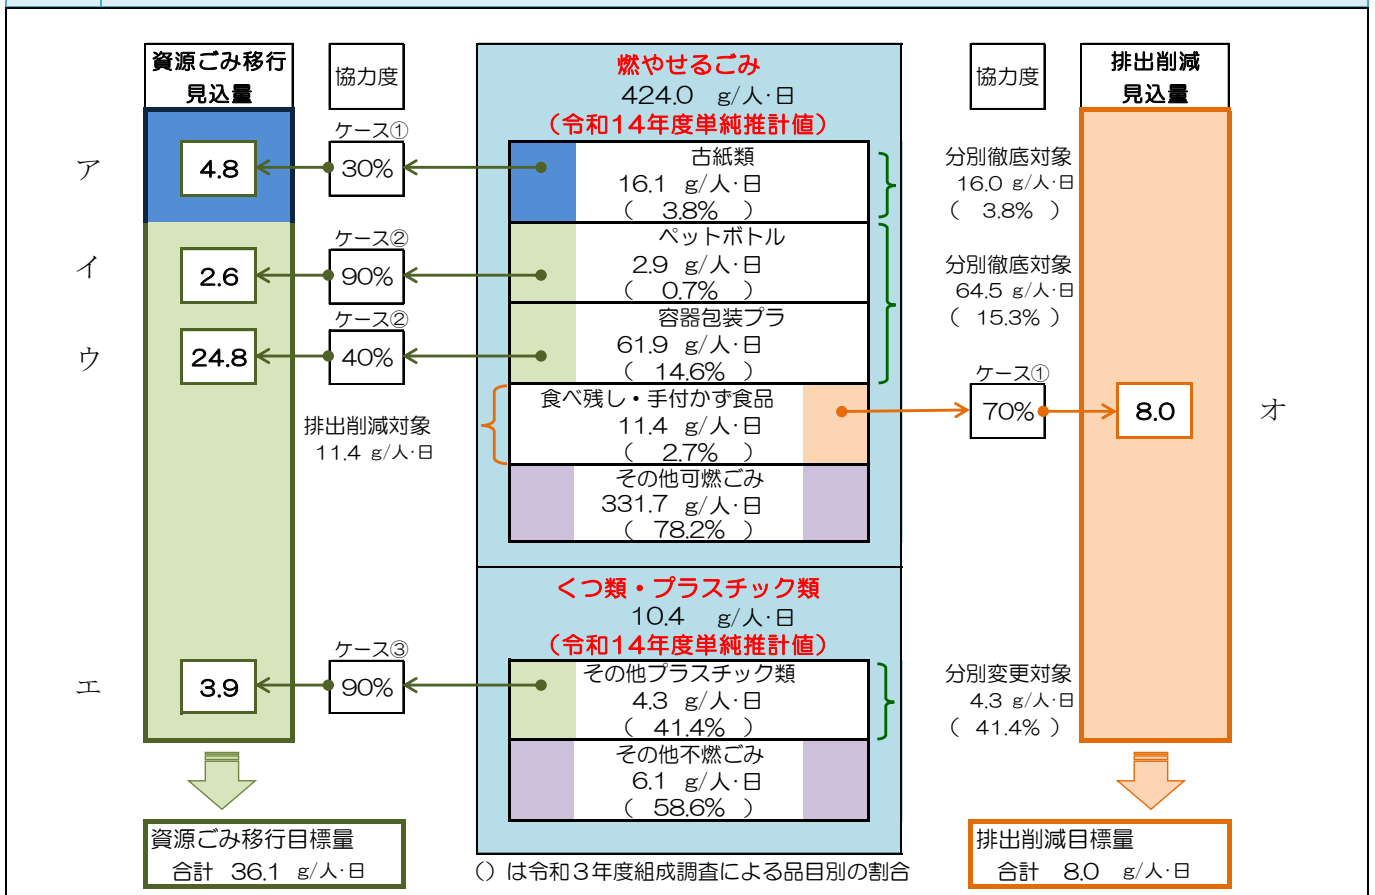 資源ごみ移行
見込量
協力度
燃やせるごみ
424.0 g/人・日
（令和14年度単純推計値）
協力度
排出削減
見込量
ア
4.8
ケース①
30%
古紙類
16.1 g/人・日
（ 3.8% ）
分別徹底対象
16.0 g/人・日
（ 3.8% ）
イ
2.6
ケース②
90%
ペットボトル
2.9 g/人・日
（ 0.7% ）
分別徹底対象
64.5 g/人・日
（ 15.3% ）
ウ
24.8
ケース②
40%
容器包装プラ
61.9 g/人・日
（ 14.6% ）
排出削減対象
11.4 g/人・日
食べ残し・手付かず食品
11.4 g/人・日
（ 2.7% ）
ケース①
70%
8.0
オ
その他可燃ごみ
331.7 g/人・日
（ 78.2% ）
くつ類・プラスチック類
10.4 g/人・日
（令和14年度単純推計値）
エ
3.9
ケース③
90%
その他プラスチック類
4.3 g/人・日
（ 41.4% ）
分別変更対象
4.3 g/人・日
（ 41.4% ）
その他不燃ごみ
6.1 g/人・日
（ 58.6% ）
資源ごみ移行目標量
合計 36.1 g/人・日
（）は令和３年度組成調査による品目別の割合
排出削減目標量
合計 8.0 g/人・日